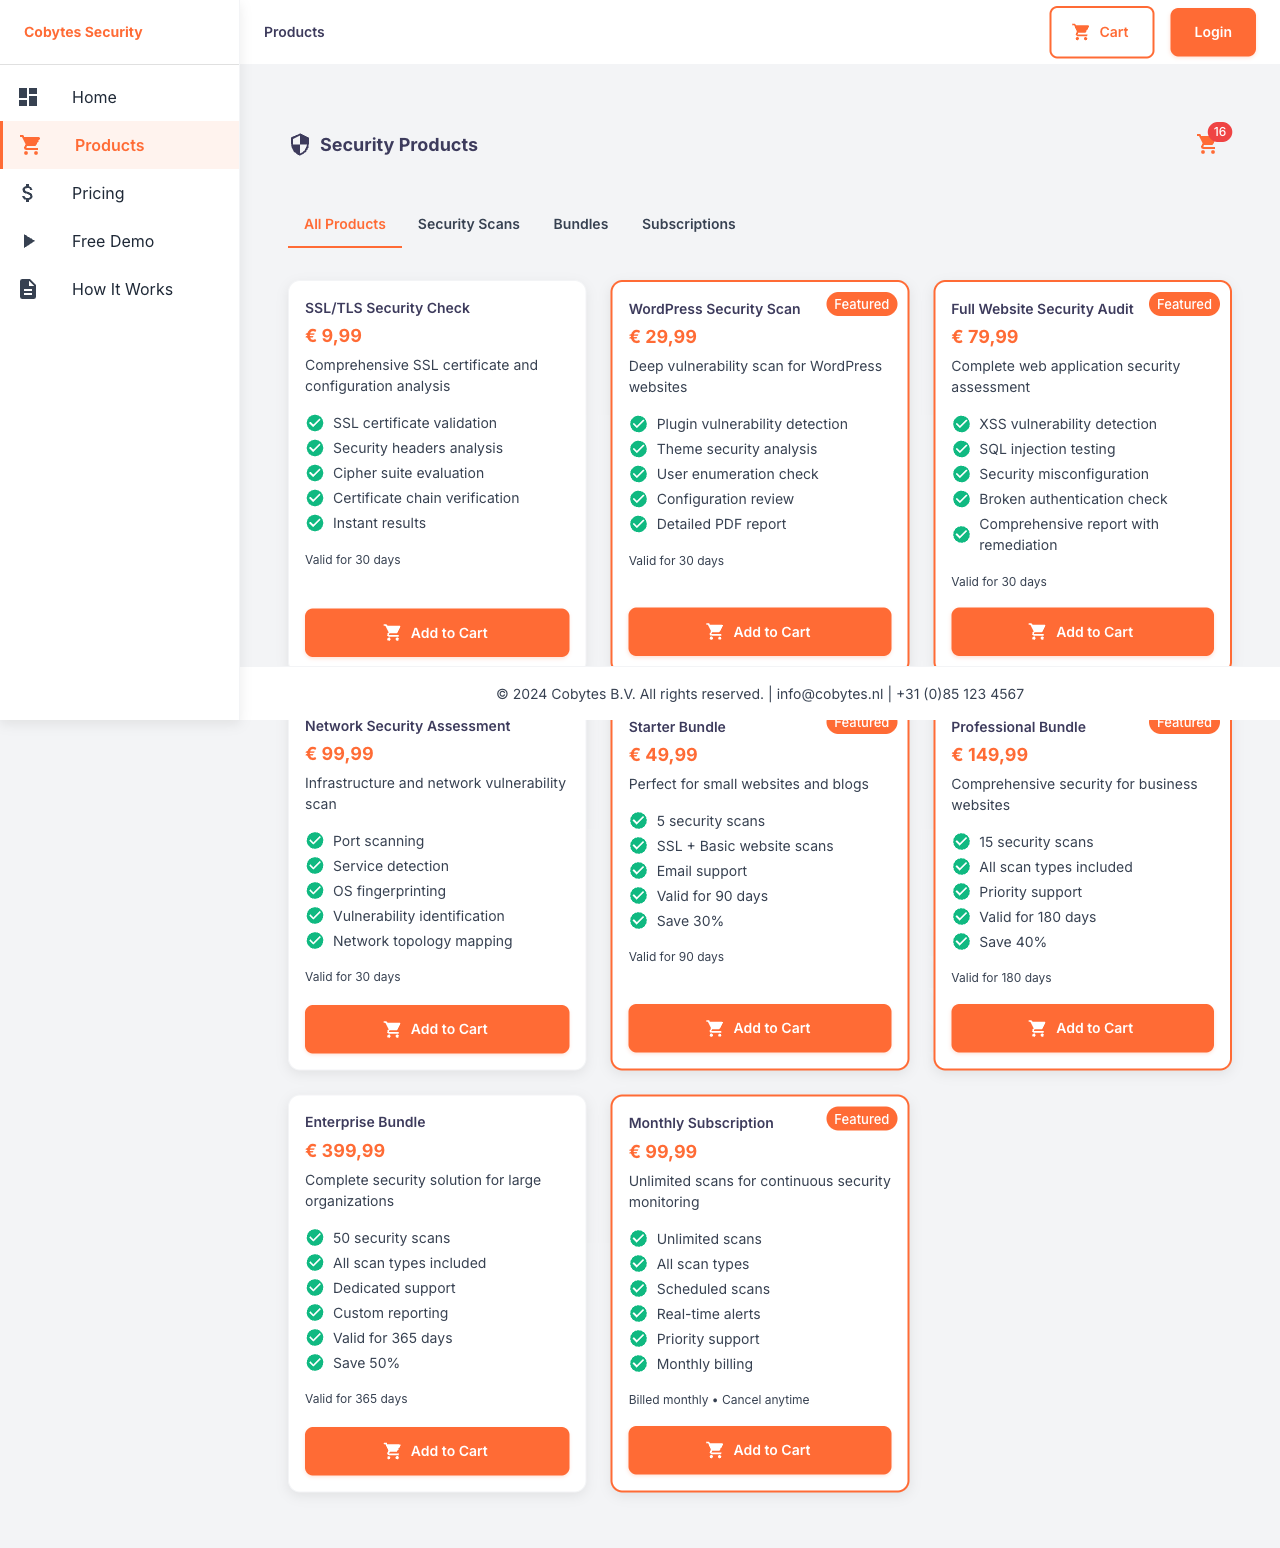 Cobytes Security
Products
Cart
Login
Home
Products
Pricing
Free Demo
How It Works
Security Products
16
All Products
Security Scans
Bundles
Subscriptions
SSL/TLS Security Check
€ 9,99
Comprehensive SSL certificate and
configuration analysis
SSL certificate validation
Security headers analysis
Cipher suite evaluation
Certificate chain verification
Instant results
Valid for 30 days
Add to Cart
WordPress Security Scan
Featured
€ 29,99
Deep vulnerability scan for WordPress
websites
Plugin vulnerability detection
Theme security analysis
User enumeration check
Configuration review
Detailed PDF report
Valid for 30 days
Add to Cart
Full Website Security Audit
Featured
€ 79,99
Complete web application security
assessment
XSS vulnerability detection
SQL injection testing
Security misconfiguration
Broken authentication check
Comprehensive report with
remediation
Valid for 30 days
Add to Cart
© 2024 Cobytes B.V. All rights reserved. | info@cobytes.nl | +31 (0)85 123 4567
Network Security Assessment
€ 99,99
Infrastructure and network vulnerability
scan
Port scanning
Service detection
OS fingerprinting
Vulnerability identification
Network topology mapping
Valid for 30 days
Add to Cart
Starter Bundle
Featured
€ 49,99
Perfect for small websites and blogs
5 security scans
SSL + Basic website scans
Email support
Valid for 90 days
Save 30%
Valid for 90 days
Add to Cart
Professional Bundle
Featured
€ 149,99
Comprehensive security for business
websites
15 security scans
All scan types included
Priority support
Valid for 180 days
Save 40%
Valid for 180 days
Add to Cart
Enterprise Bundle
€ 399,99
Complete security solution for large
organizations
50 security scans
All scan types included
Dedicated support
Custom reporting
Valid for 365 days
Save 50%
Valid for 365 days
Add to Cart
Monthly Subscription
Featured
€ 99,99
Unlimited scans for continuous security
monitoring
Unlimited scans
All scan types
Scheduled scans
Real-time alerts
Priority support
Monthly billing
Billed monthly • Cancel anytime
Add to Cart